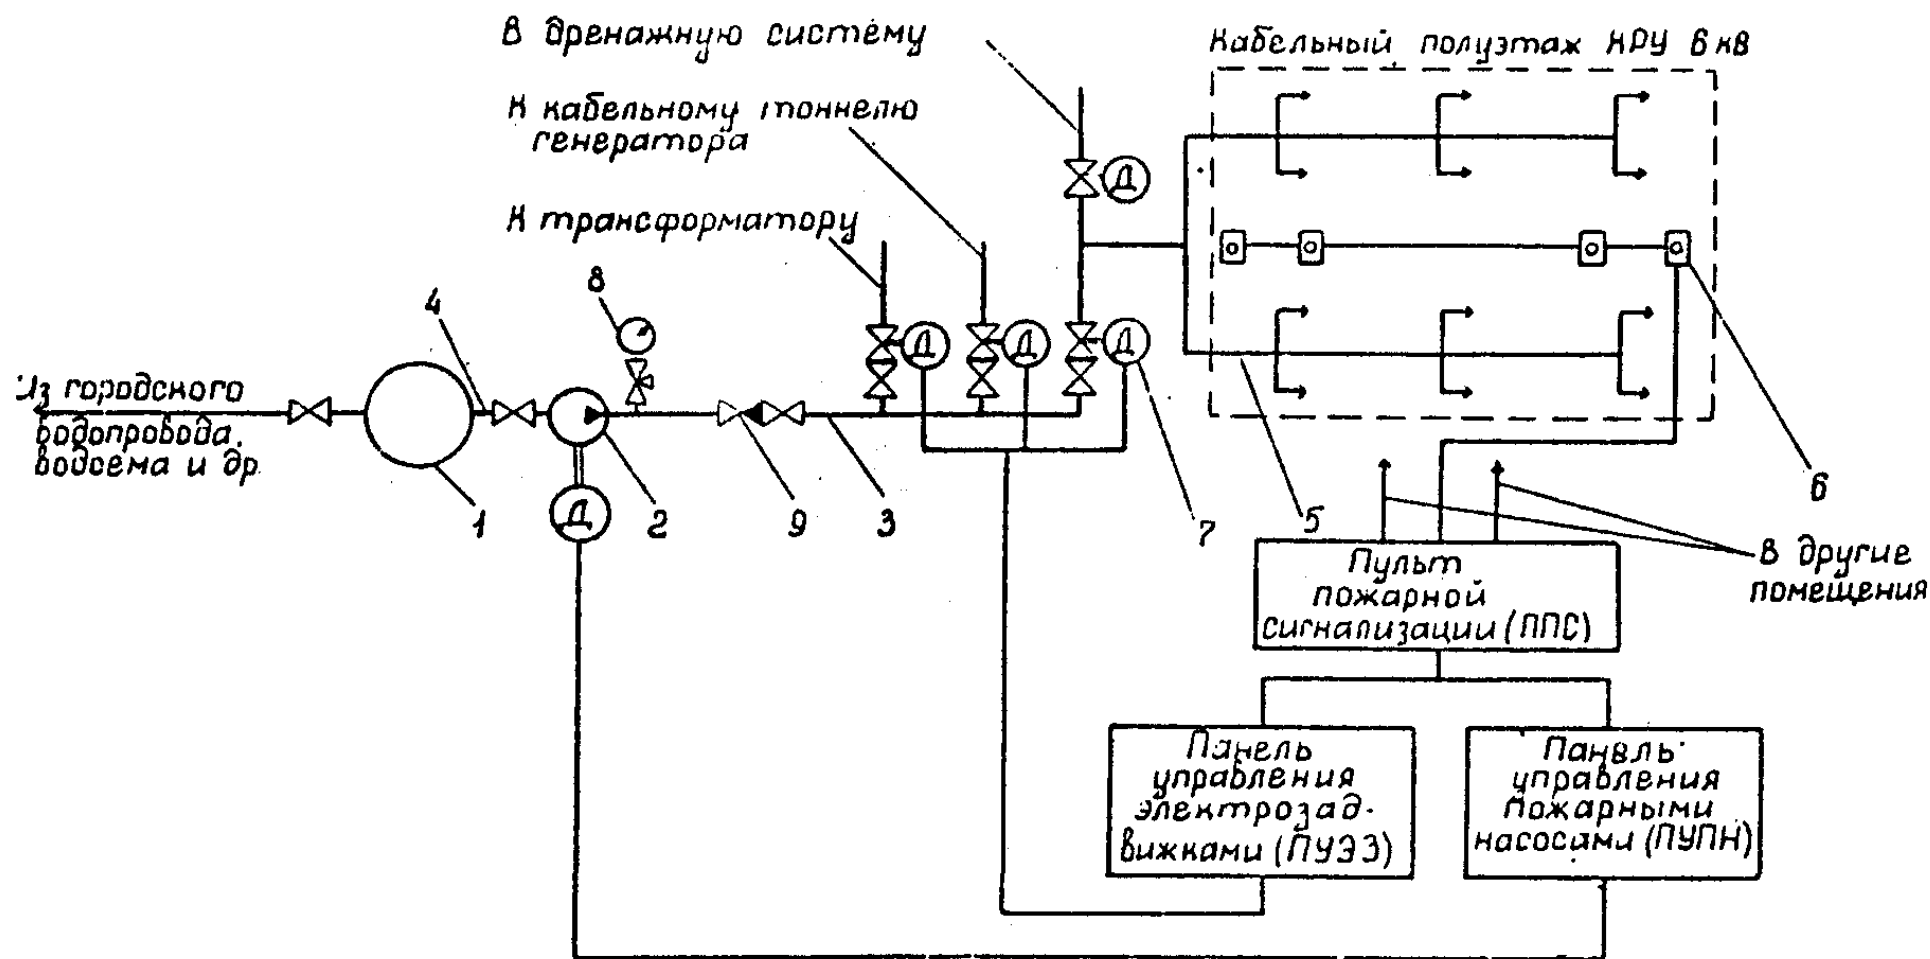 В дренажную систему
К кабельному тоннелю
генератора
К трансформатору
Кабельный полуэтаж КРУ 6 кв
Из городского
водопровода,
водоема и др.
8
4
1
2
9
3
7
5
6
Д
Д
Д
Д
Д
Пульт
пожарной
сигнализации (ППС)
В другие
помещения
Панель
управления
электрозад-
вижками (ПУЭЗ)
Панель
управления
пожарными
насосами (ПУПН)